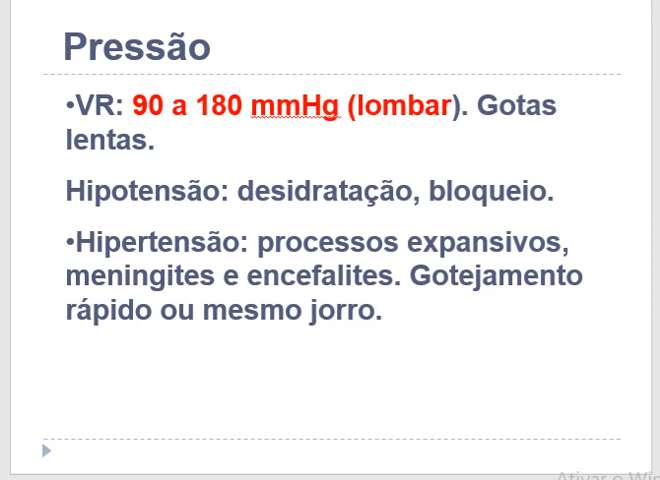 Pressão
•VR: 90 a 180 mmHg (lombar). Gotas
lentas.
Hipotensão: desidratação, bloqueio.
•Hipertensão: processos expansivos,
meningites e encefalites. Gotejamento
rápido ou mesmo jorro.
Ativar o Win